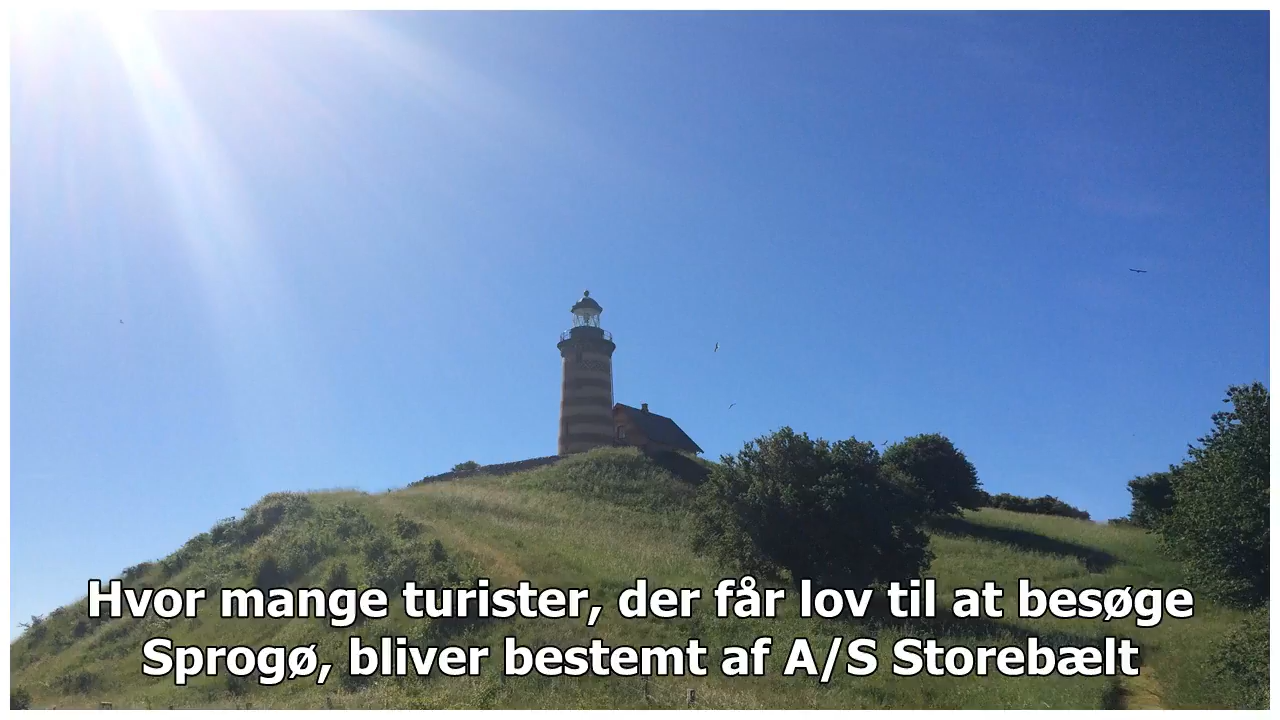 Hvor mange turister, der får lov til at besøge
Sprogø, bliver bestemt af A/S Storebælt